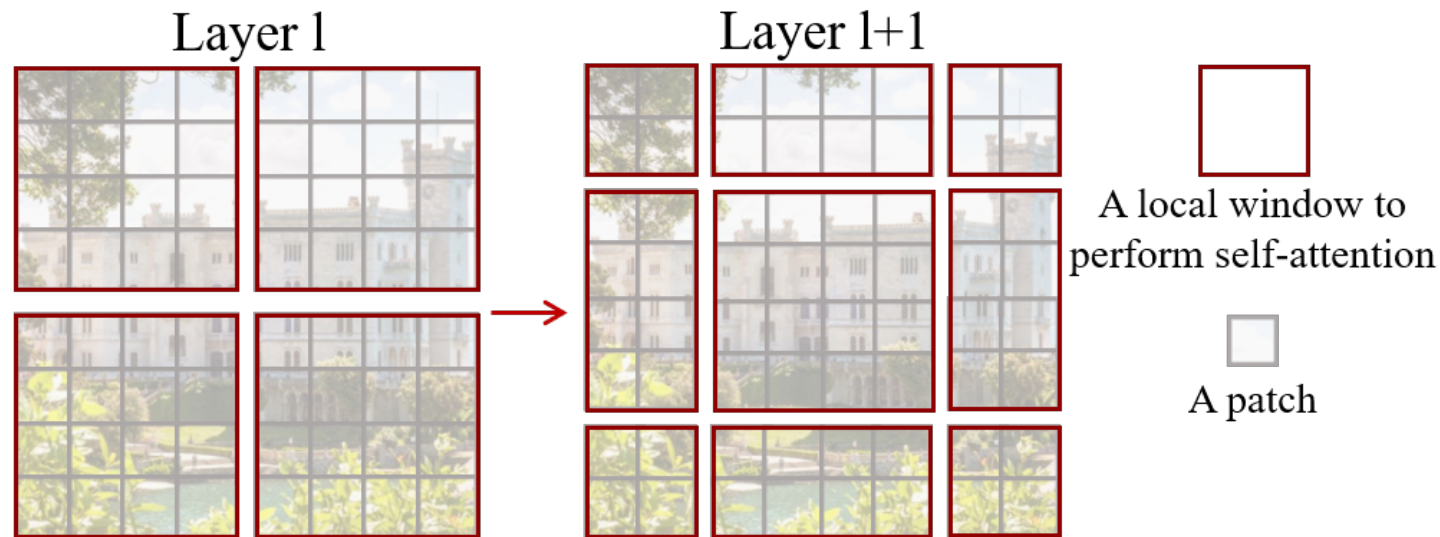 Layer l
Layer l+1
A local window to
perform self-attention
A patch